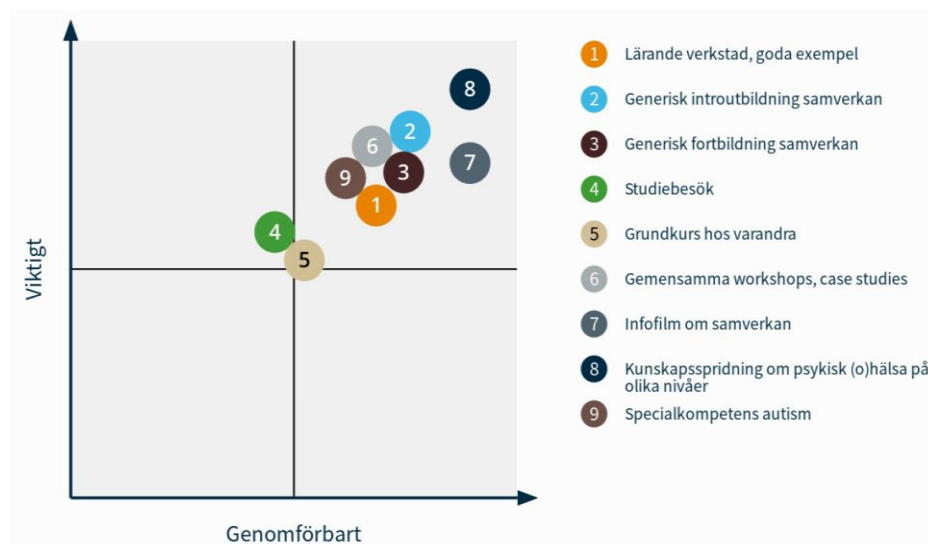 8
2
6
7
3
9
1
4
5
Viktigt
Genomförbart
1 Lärande verkstad, goda exempel
2 Generisk introutbildning samverkan
3 Generisk fortbildning samverkan
4 Studiebesök
5 Grundkurs hos varandra
6 Gemensamma workshops, case studies
7 Infofilm om samverkan
8 Kunskapsspridning om psykisk (o)hälsa på
olika nivåer
9 Specialkompetens autism